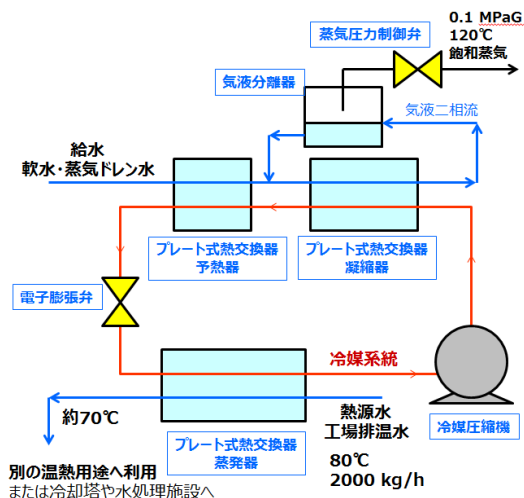 0.1 MPaG
120℃
飽和蒸気
蒸気圧力制御弁
気液分離器
気液二相流
給水
軟水・蒸気ドレン水
プレート式熱交換器
予熱器
プレート式熱交換器
凝縮器
電子膨張弁
冷媒系統
冷媒圧縮機
約70℃
プレート式熱交換器
蒸発器
熱源水
工場排温水
80℃
2000 kg/h
別の温熱用途へ利用
または冷却塔や水処理施設へ